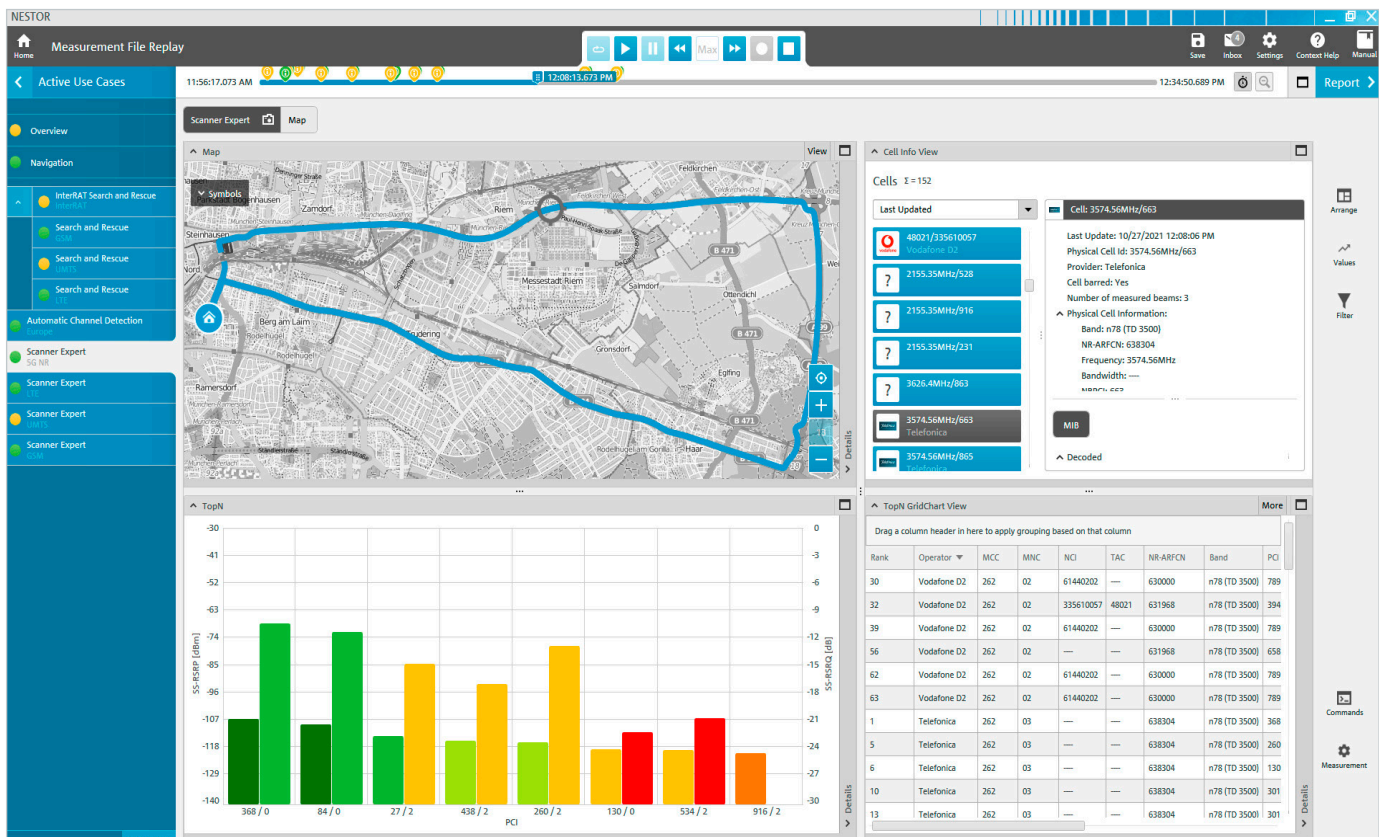 NESTOR
Home
Measurement File Replay
Max
Save
4
Inbox
Settings
Context Help
Manual
Active Use Cases
11:56:17.073 AM
12:08:13.673 PM
12:34:50.689 PM
Report
Overview
Navigation
InterRAT Search and Rescue
InterRAT
Search and Rescue
GSM
Search and Rescue
UMTS
Search and Rescue
LTE
Automatic Channel Detection
Europe
Scanner Expert
5G NR
Scanner Expert
LTE
Scanner Expert
UMTS
Scanner Expert
GSM
Scanner Expert
Map
Map
View
Symbols
Feldkirchen
Zamdorf
Riem
Steinhausen
B 471
Messestadt Riem
Salmdorf
Ottendichl
Berg am Laim
Trudering
Gronsdorf
B 471
Eglfing
Ramersdorf
B 471
Haar
Ständlerstraße
Details
Cell Info View
Cells Σ = 152
Last Updated
48021/335610057
Vodafone D2
? 2155.35MHz/528
? 2155.35MHz/916
? 2155.35MHz/231
? 3626.4MHz/863
3574.56MHz/663
Telefonica
3574.56MHz/865
Telefonica
Cell: 3574.56MHz/663
Last Update: 10/27/2021 12:08:06 PM
Physical Cell Id: 3574.56MHz/663
Provider: Telefonica
Cell barred: Yes
Number of measured beams: 3
Physical Cell Information:
Band: n78 (TD 3500)
NR-ARFCN: 638304
Frequency: 3574.56MHz
Bandwidth: —
NRPCI: 663
MIB
Decoded
Arrange
Values
Filter
Commands
Measurement
TopN
-30
-41
-52
-63
-74
-85
-96
-107
-118
-129
-140
SS-RSRP [dBm]
0
-3
-6
-9
-12
-15
-18
-21
-24
-27
-30
SS-RSRQ [dB]
368 / 0 84 / 0 27 / 2 438 / 2 260 / 2 130 / 0 534 / 2 916 / 2
PCI
Details
TopN GridChart View
More
Drag a column header in here to apply grouping based on that column
Rank Operator MCC MNC NCI TAC NR-ARFCN Band PCI
30 Vodafone D2 262 02 61440202 — 630000 n78 (TD 3500) 789
32 Vodafone D2 262 02 335610057 48021 631968 n78 (TD 3500) 394
39 Vodafone D2 262 02 61440202 — 630000 n78 (TD 3500) 789
56 Vodafone D2 262 02 — — 631968 n78 (TD 3500) 658
62 Vodafone D2 262 02 61440202 — 630000 n78 (TD 3500) 789
63 Vodafone D2 262 02 61440202 — 630000 n78 (TD 3500) 789
1 Telefonica 262 03 — — 638304 n78 (TD 3500) 368
5 Telefonica 262 03 — — 638304 n78 (TD 3500) 260
6 Telefonica 262 03 — — 638304 n78 (TD 3500) 130
10 Telefonica 262 03 — — 638304 n78 (TD 3500) 301
13 Telefonica 262 03 — — 638304 n78 (TD 3500) 301
Details